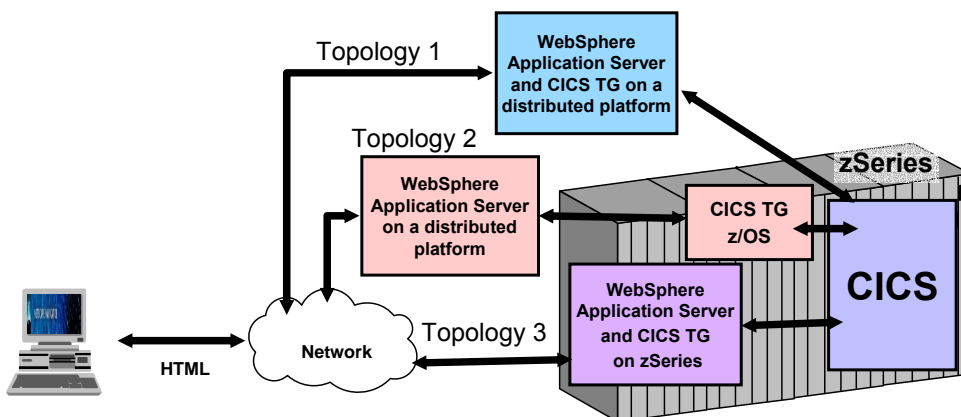 Topology 1
WebSphere
Application Server
and CICS TG on a
distributed platform
Topology 2
zSeries
WebSphere
Application Server
on a distributed
platform
CICS TG
z/OS
CICS
WebSphere
Application Server
and CICS TG
on zSeries
Topology 3
Network
HTML